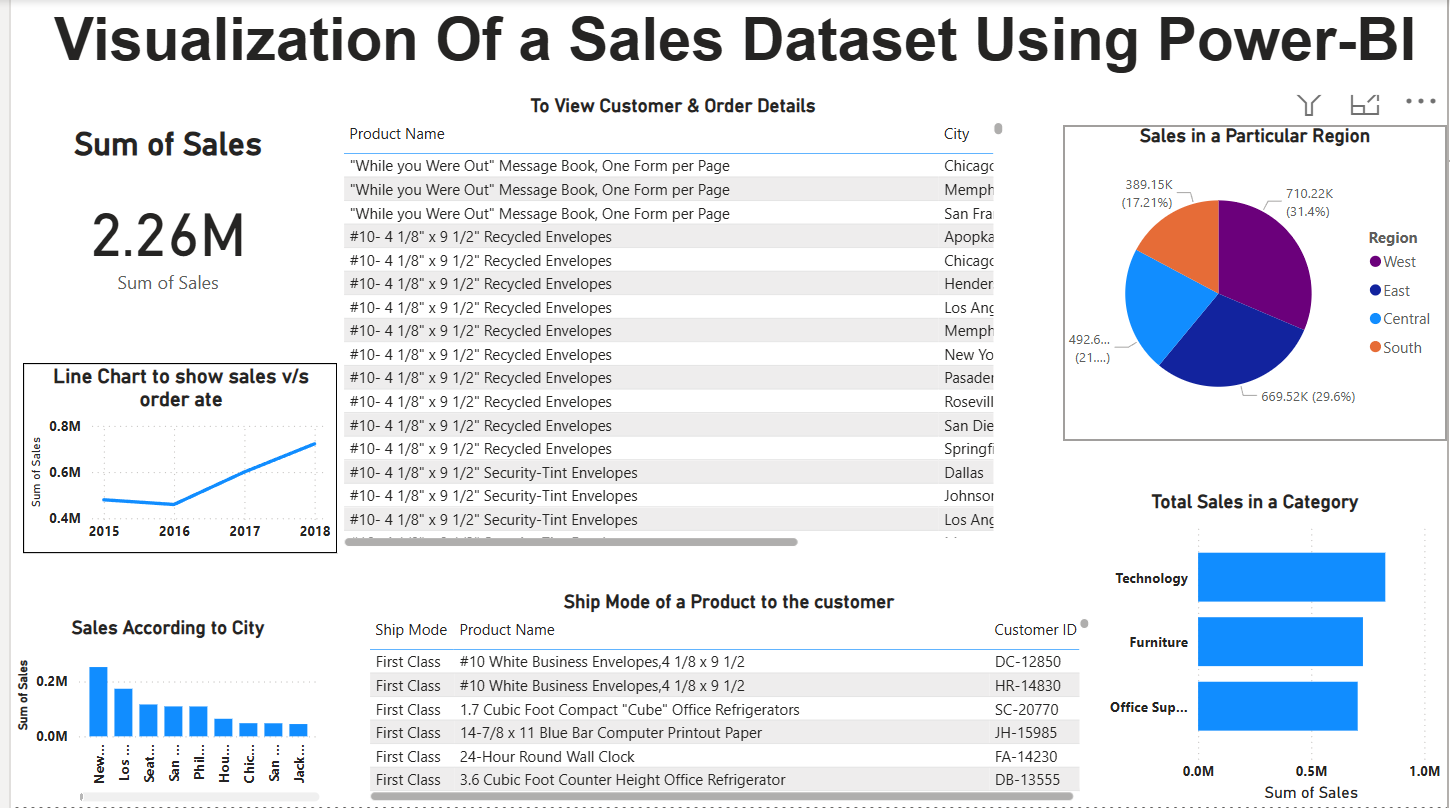 Visualization Of a Sales Dataset Using Power-BI
Sum of Sales
2.26M
Sum of Sales
To View Customer & Order Details
Product Name City
"While you Were Out" Message Book, One Form per Page Chicago
"While you Were Out" Message Book, One Form per Page Memph
"While you Were Out" Message Book, One Form per Page San Fra
#10- 4 1/8" x 9 1/2" Recycled Envelopes Apopka
#10- 4 1/8" x 9 1/2" Recycled Envelopes Chicago
#10- 4 1/8" x 9 1/2" Recycled Envelopes Hender
#10- 4 1/8" x 9 1/2" Recycled Envelopes Los Ang
#10- 4 1/8" x 9 1/2" Recycled Envelopes Memph
#10- 4 1/8" x 9 1/2" Recycled Envelopes New Yo
#10- 4 1/8" x 9 1/2" Recycled Envelopes Pasader
#10- 4 1/8" x 9 1/2" Recycled Envelopes Rosevill
#10- 4 1/8" x 9 1/2" Recycled Envelopes San Die
#10- 4 1/8" x 9 1/2" Recycled Envelopes Springfi
#10- 4 1/8" x 9 1/2" Security-Tint Envelopes Dallas
#10- 4 1/8" x 9 1/2" Security-Tint Envelopes Johnsor
#10- 4 1/8" x 9 1/2" Security-Tint Envelopes Los Ang
Sales in a Particular Region
389.15K
(17.21%)
710.22K
(31.4%)
492.6...
(21....)
669.52K (29.6%)
Region
West
East
Central
South
Line Chart to show sales v/s
order ate
Sum of Sales
0.8M
0.6M
0.4M
2015 2016 2017 2018
Total Sales in a Category
Technology
Furniture
Office Sup...
0.0M 0.5M 1.0M
Sum of Sales
Sales According to City
Sum of Sales
0.2M
0.0M
New... Los ... Seat... San ... Phil... Hou... Chic... San ... Jack...
Ship Mode of a Product to the customer
Ship Mode Product Name Customer ID
First Class #10 White Business Envelopes,4 1/8 x 9 1/2 DC-12850
First Class #10 White Business Envelopes,4 1/8 x 9 1/2 HR-14830
First Class 1.7 Cubic Foot Compact "Cube" Office Refrigerators SC-20770
First Class 14-7/8 x 11 Blue Bar Computer Printout Paper JH-15985
First Class 24-Hour Round Wall Clock FA-14230
First Class 3.6 Cubic Foot Counter Height Office Refrigerator DB-13555